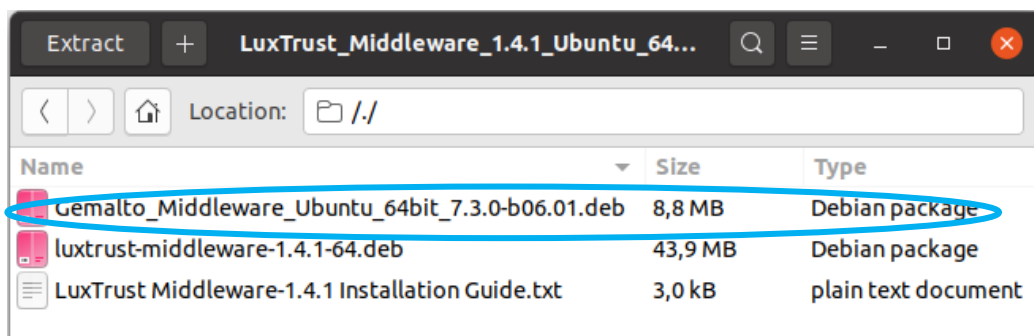 Extract + LuxTrust_Middleware_1.4.1_Ubuntu_64...
Location: /./
Name Size Type
Gemalto_Middleware_Ubuntu_64bit_7.3.0-b06.01.deb 8,8 MB Debian package
luxtrust-middleware-1.4.1-64.deb 43,9 MB Debian package
LuxTrust Middleware-1.4.1 Installation Guide.txt 3,0 kB plain text document